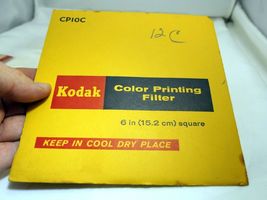 CP10C
12 C
Kodak Color Printing
Filter
6 in (15.2 cm) square
KEEP IN COOL DRY PLACE